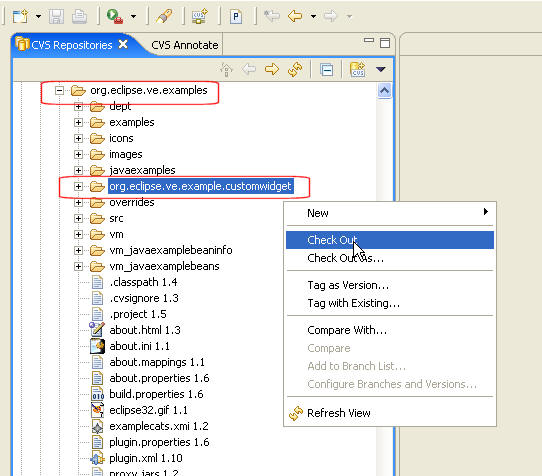 CVS Repositories
CVS Annotate
CVS
org.eclipse.ve.examples
dept
examples
icons
images
javaexamples
org.eclipse.ve.example.customwidget
overrides
src
vm
vm_javaexamplebeaninfo
vm_javaexamplebeans
.classpath 1.4
.cvsignore 1.3
.project 1.5
about.html 1.3
about.ini 1.1
about.mappings 1.1
about.properties 1.6
build.properties 1.6
eclipse32.gif 1.1
examplecats.xmi 1.2
plugin.properties 1.6
plugin.xml 1.10
proxy.jars 1.2
New
Check Out
Check Out As...
Tag as Version...
Tag with Existing...
Compare With...
Compare
Add to Branch List...
Configure Branches and Versions...
Refresh View